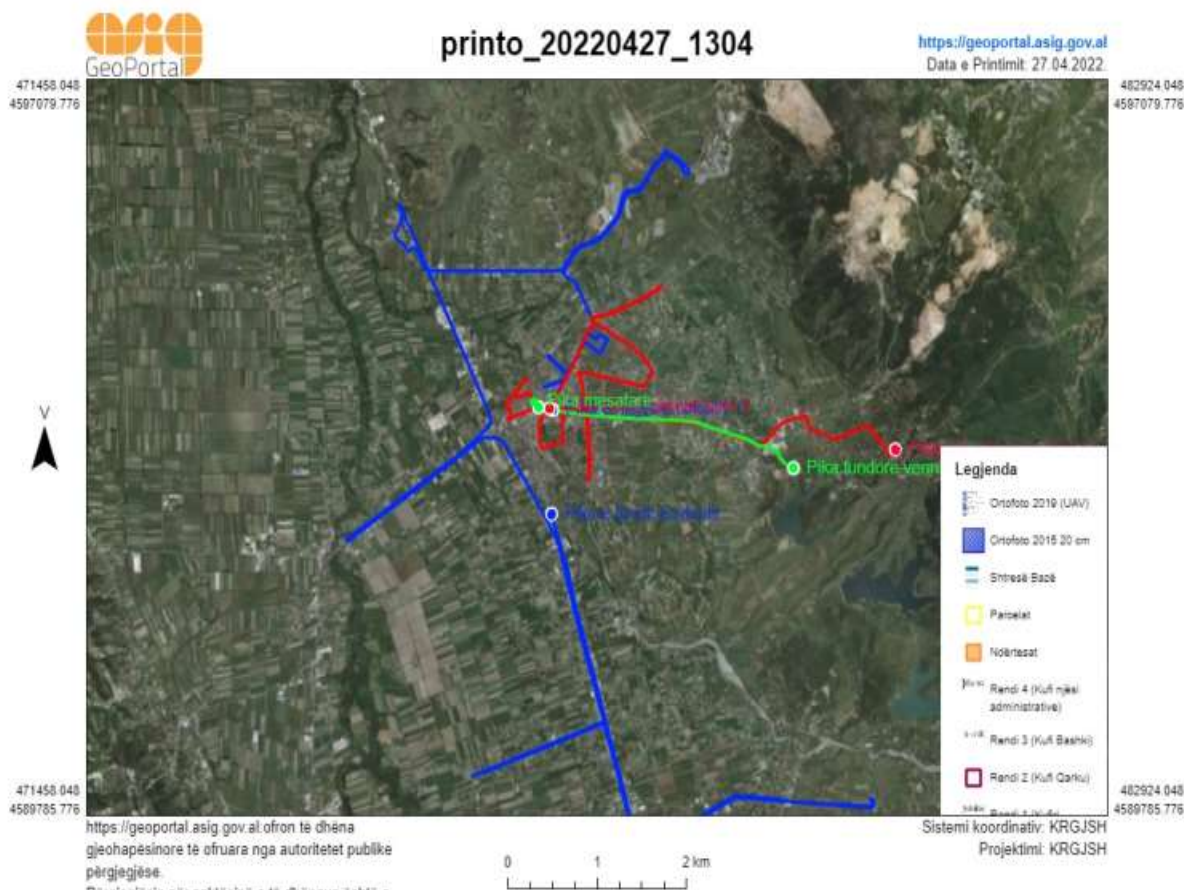 asig
GeoPortal
printo_20220427_1304
https://geoportal.asig.gov.al
Data e Printimit: 27.04.2022.
471458.048
4597079.776
482924.048
4597079.776
V
Pika mesatare
Pika fundore venn
Legjenda
Ortofoto 2019 (UAV)
Ortofoto 2015 20 cm
Shtresë Bazë
Parcelat
Ndërtesat
Rendi 4 (Kufi njësi
administrative)
Rendi 3 (Kufi Bashki)
Rendi 2 (Kufi Qarku)
471458.048
4589785.776
482924.048
4589785.776
https://geoportal.asig.gov.al ofron të dhëna
gjeohapësinore të ofruara nga autoritetet publike
përgjegjëse.
0 1 2 km
Sistemi koordinativ: KRGJSH
Projektimi: KRGJSH